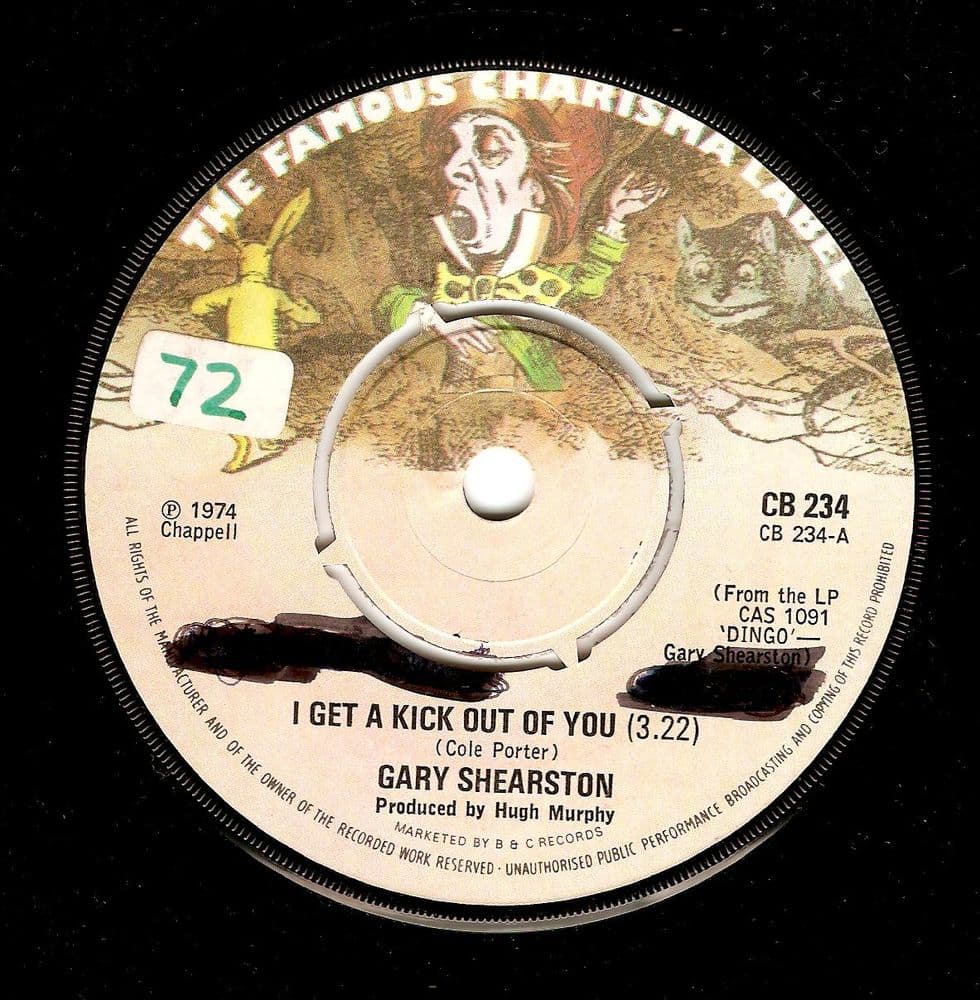 THE FAMOUS CHARISMA LABEL
72
℗ 1974
Chappell
CB 234
CB 234-A
(From the LP
CAS 1091
'DINGO'—
Gary Shearston)
I GET A KICK OUT OF YOU (3.22)
(Cole Porter)
GARY SHEARSTON
Produced by Hugh Murphy
MARKETED BY B & C RECORDS
ALL RIGHTS OF THE MANUFACTURER AND OF THE OWNER OF THE RECORDED WORK RESERVED · UNAUTHORISED PUBLIC PERFORMANCE BROADCASTING AND COPYING OF THIS RECORD PROHIBITED